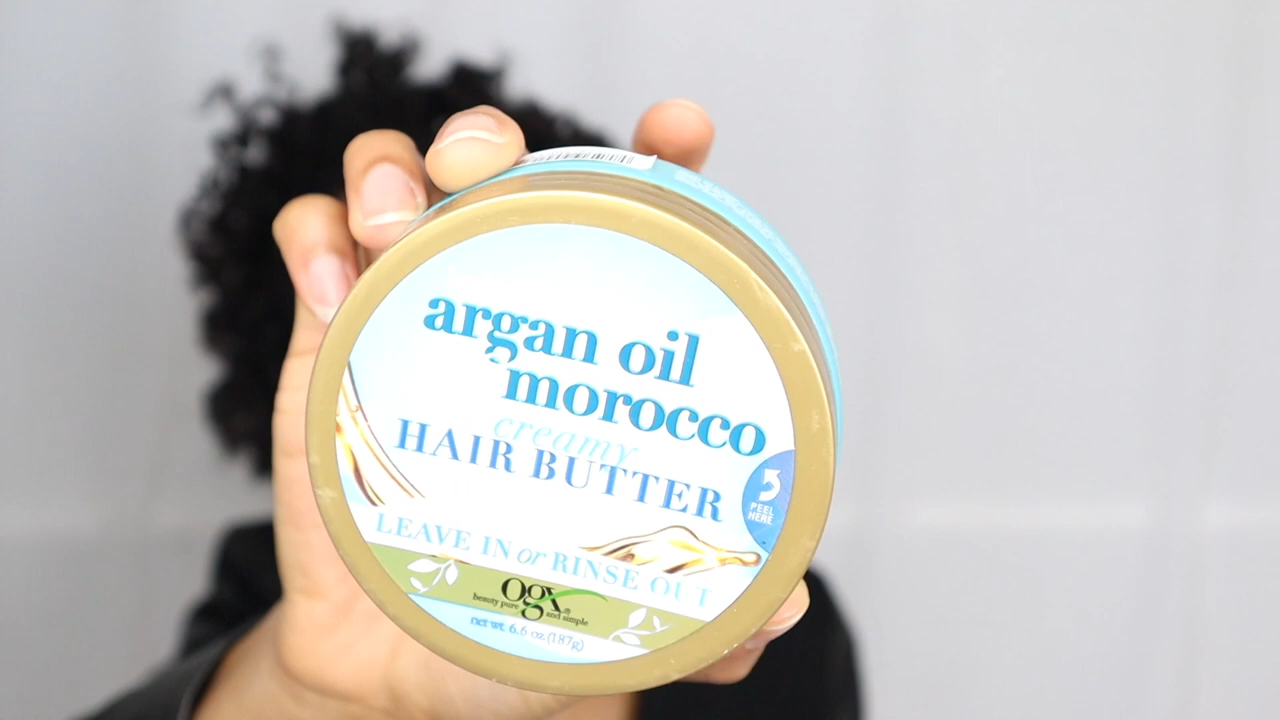 argan oil
morocco
creamy
HAIR BUTTER
PEEL
HERE
LEAVE IN or RINSE OUT
ogx®
beauty pure and simple
net wt. 6.6 oz (187g)